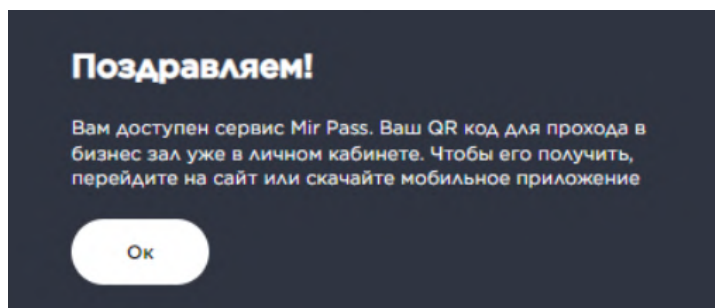 Поздравляем!
Вам доступен сервис Mir Pass. Ваш QR код для прохода в
бизнес зал уже в личном кабинете. Чтобы его получить,
перейдите на сайт или скачайте мобильное приложение
Ок